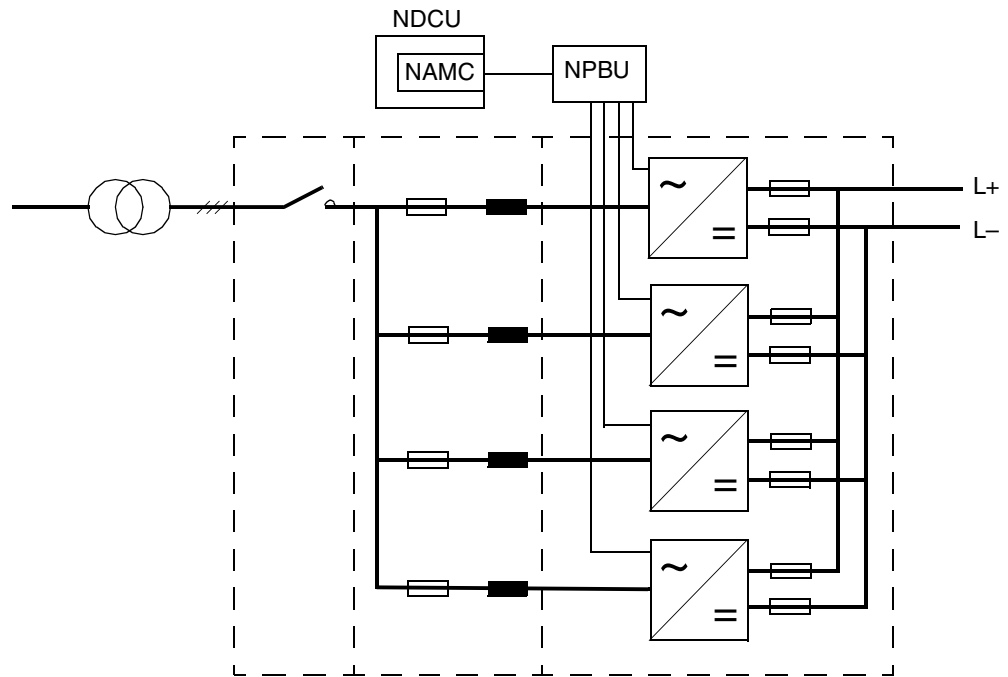 NDCU
NAMC
NPBU
L+
L–
~
=
~
=
~
=
~
=